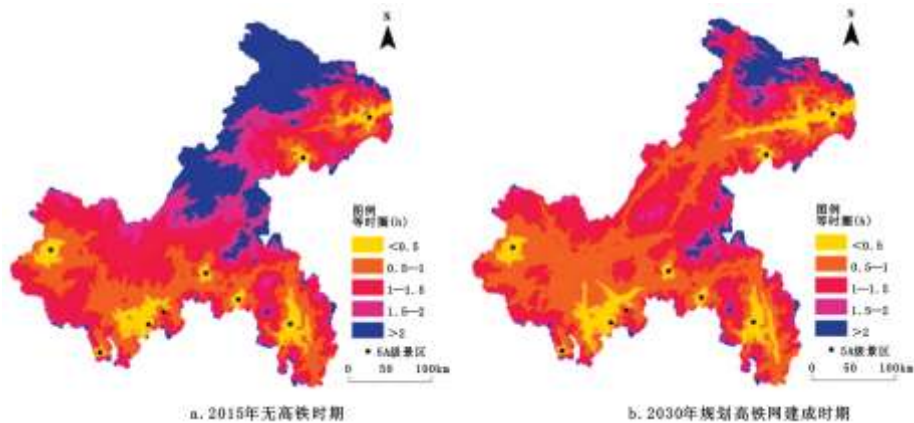 N
图例
等时圈(h)
<0.5
0.5—1
1—1.5
1.5—2
>2
5A级景区
0 50 100km
a.2015年无高铁时期
N
图例
等时圈(h)
<0.5
0.5—1
1—1.5
1.5—2
>2
5A级景区
0 50 100km
b.2030年规划高铁网建成时期